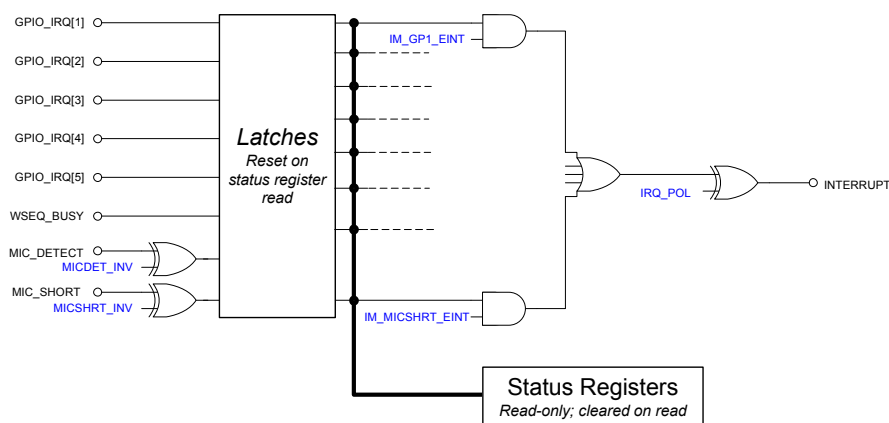 GPIO_IRQ[1]
IM_GP1_EINT
GPIO_IRQ[2]
GPIO_IRQ[3]
GPIO_IRQ[4]
GPIO_IRQ[5]
WSEQ_BUSY
MIC_DETECT
MICDET_INV
MIC_SHORT
MICSHRT_INV
Latches
Reset on
status register
read
IRQ_POL
INTERRUPT
IM_MICSHRT_EINT
Status Registers
Read-only; cleared on read